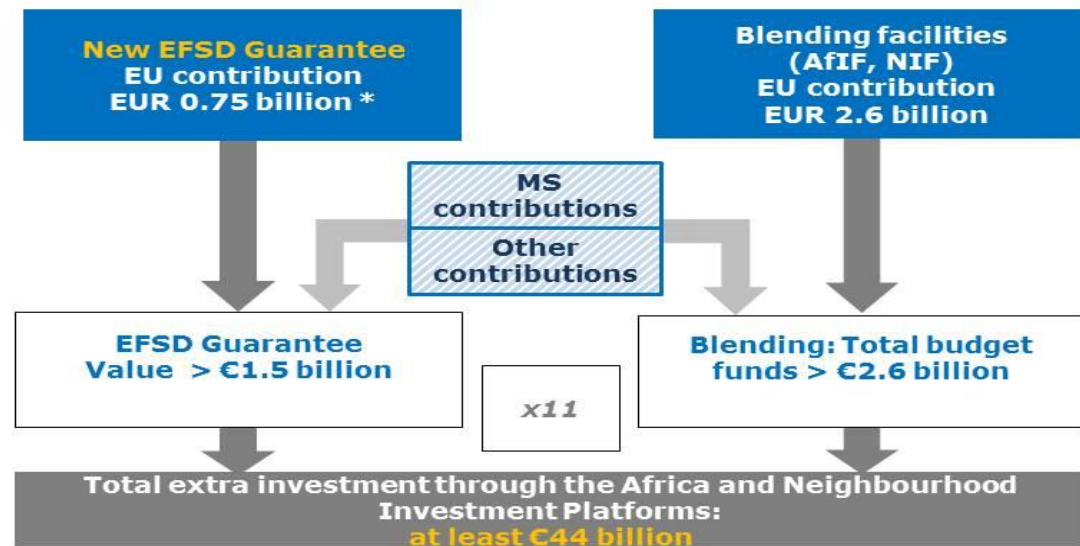 New EFSD Guarantee
EU contribution
EUR 0.75 billion *
Blending facilities
(AfIF, NIF)
EU contribution
EUR 2.6 billion
MS
contributions
Other
contributions
EFSD Guarantee
Value > €1.5 billion
Blending: Total budget
funds > €2.6 billion
x11
Total extra investment through the Africa and Neighbourhood
Investment Platforms:
at least €44 billion